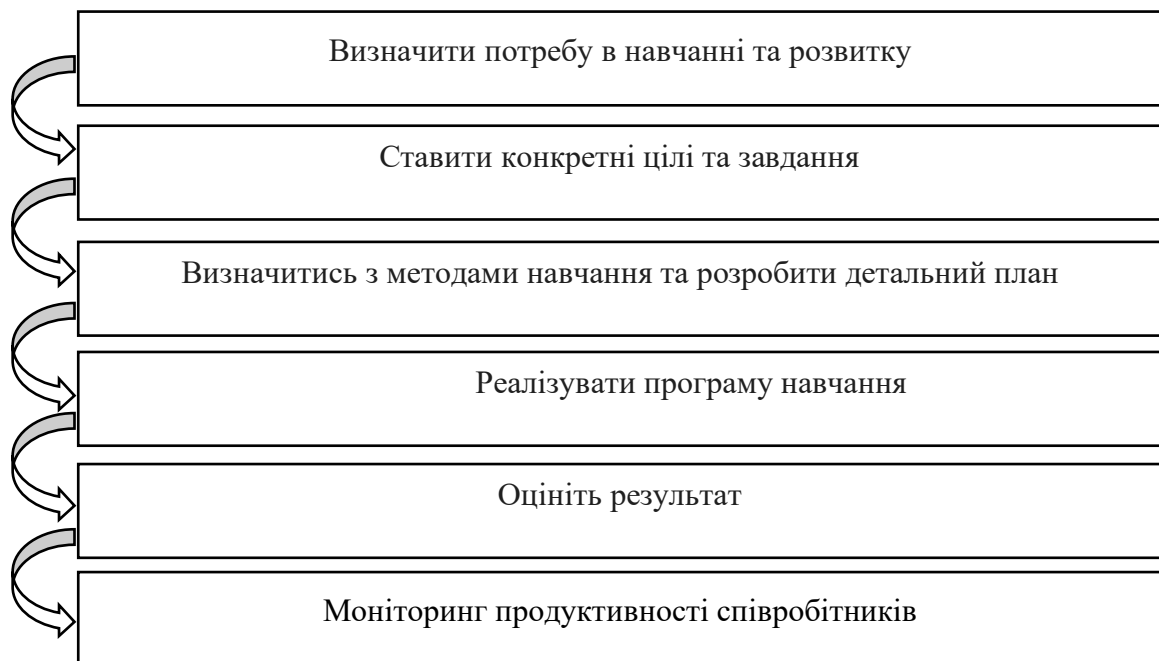 Визначити потребу в навчанні та розвитку
Ставити конкретні цілі та завдання
Визначитись з методами навчання та розробити детальний план
Реалізувати програму навчання
Оцініть результат
Моніторинг продуктивності співробітників